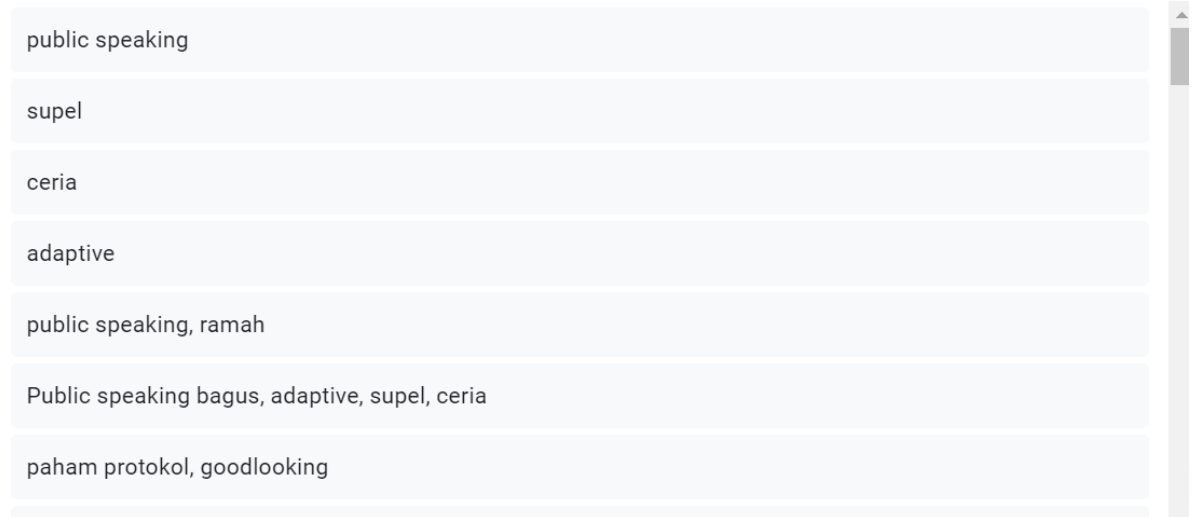 public speaking
supel
ceria
adaptive
public speaking, ramah
Public speaking bagus, adaptive, supel, ceria
paham protokol, goodlooking